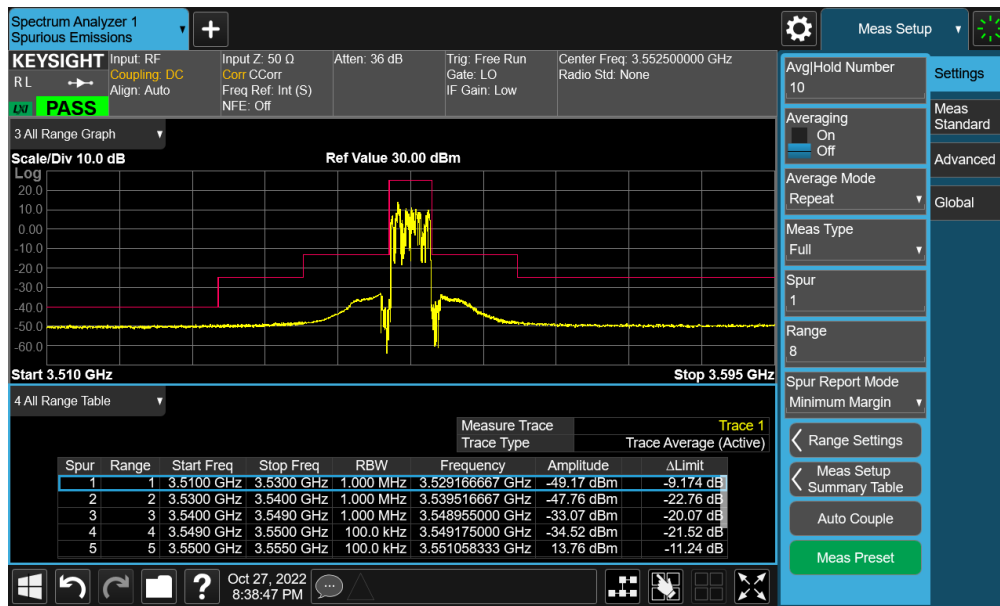 Spectrum Analyzer 1
Spurious Emissions
Meas Setup
KEYSIGHT
R L
LXI
PASS
Input: RF
Coupling: DC
Align: Auto
Input Z: 50 Ω
Corr CCorr
Freq Ref: Int (S)
NFE: Off
Atten: 36 dB
Trig: Free Run
Gate: LO
IF Gain: Low
Center Freq: 3.552500000 GHz
Radio Std: None
3 All Range Graph
Scale/Div 10.0 dB
Ref Value 30.00 dBm
Log
20.0
10.0
0.00
-10.0
-20.0
-30.0
-40.0
-50.0
-60.0
Start 3.510 GHz
Stop 3.595 GHz
4 All Range Table
Measure Trace Trace 1
Trace Type Trace Average (Active)
Spur Range Start Freq Stop Freq RBW Frequency Amplitude ΔLimit
1 1 3.5100 GHz 3.5300 GHz 1.000 MHz 3.529166667 GHz -49.17 dBm -9.174 dB
2 2 3.5300 GHz 3.5400 GHz 1.000 MHz 3.539516667 GHz -47.76 dBm -22.76 dB
3 3 3.5400 GHz 3.5490 GHz 1.000 MHz 3.548955000 GHz -33.07 dBm -20.07 dB
4 4 3.5490 GHz 3.5500 GHz 100.0 kHz 3.549175000 GHz -34.52 dBm -21.52 dB
5 5 3.5500 GHz 3.5550 GHz 100.0 kHz 3.551058333 GHz 13.76 dBm -11.24 dB
Oct 27, 2022
8:38:47 PM
Avg|Hold Number
10
Averaging
On
Off
Average Mode
Repeat
Meas Type
Full
Spur
1
Range
8
Spur Report Mode
Minimum Margin
Range Settings
Meas Setup
Summary Table
Auto Couple
Meas Preset
Settings
Meas
Standard
Advanced
Global